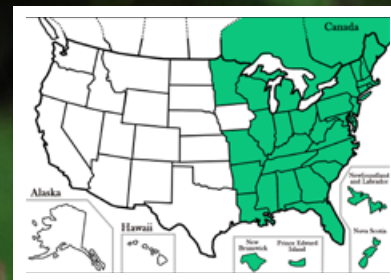 Canada
Newfoundland
and Labrador
Alaska
Hawaii
New
Brunswick
Prince Edward
Island
Nova Scotia